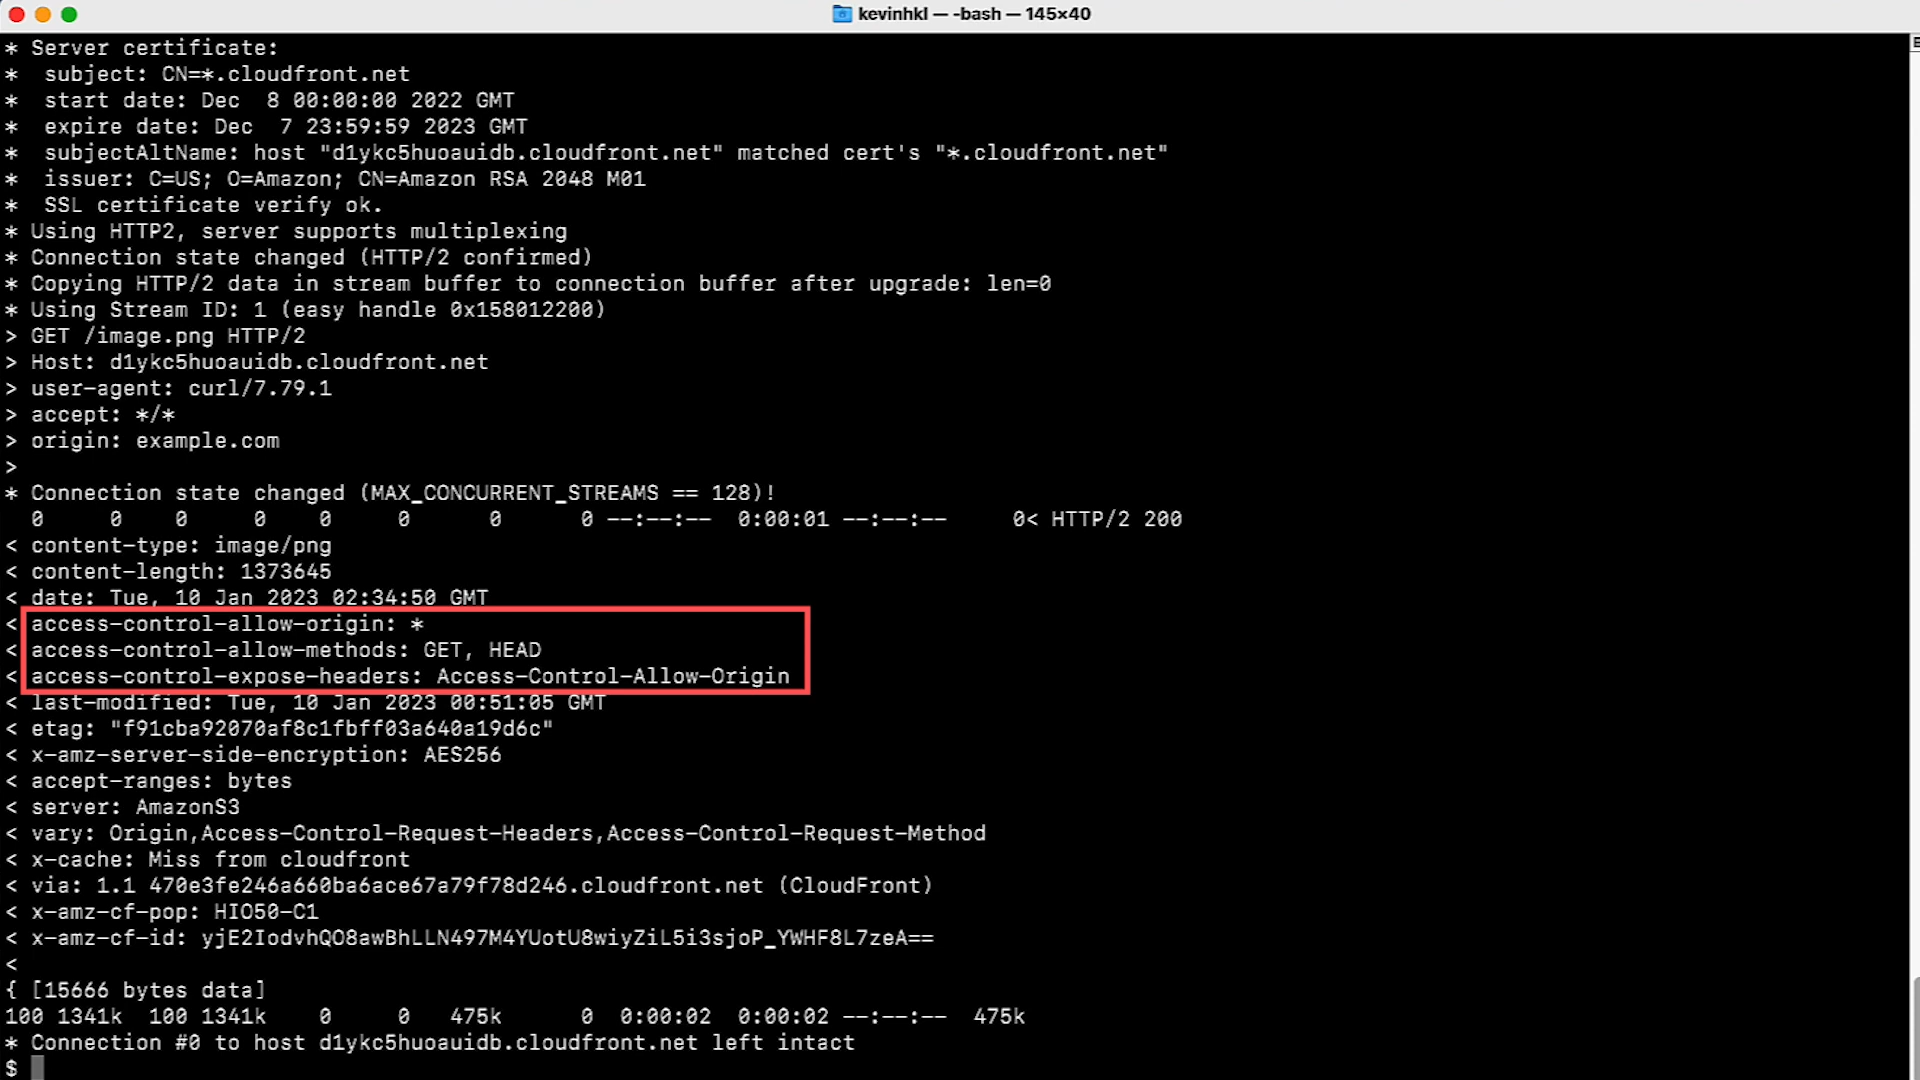 kevinhkl — -bash — 145×40
* Server certificate:
*  subject: CN=*.cloudfront.net
*  start date: Dec  8 00:00:00 2022 GMT
*  expire date: Dec  7 23:59:59 2023 GMT
*  subjectAltName: host "d1ykc5huoauidb.cloudfront.net" matched cert's "*.cloudfront.net"
*  issuer: C=US; O=Amazon; CN=Amazon RSA 2048 M01
*  SSL certificate verify ok.
* Using HTTP2, server supports multiplexing
* Connection state changed (HTTP/2 confirmed)
* Copying HTTP/2 data in stream buffer to connection buffer after upgrade: len=0
* Using Stream ID: 1 (easy handle 0x158012200)
> GET /image.png HTTP/2
> Host: d1ykc5huoauidb.cloudfront.net
> user-agent: curl/7.79.1
> accept: */*
> origin: example.com
>
* Connection state changed (MAX_CONCURRENT_STREAMS == 128)!
  0     0    0     0    0     0      0      0 --:--:--  0:00:01 --:--:--     0< HTTP/2 200
< content-type: image/png
< content-length: 1373645
< date: Tue, 10 Jan 2023 02:34:50 GMT
< access-control-allow-origin: *
< access-control-allow-methods: GET, HEAD
< access-control-expose-headers: Access-Control-Allow-Origin
< last-modified: Tue, 10 Jan 2023 00:51:05 GMT
< etag: "f91cba92070af8c1fbff03a640a19d6c"
< x-amz-server-side-encryption: AES256
< accept-ranges: bytes
< server: AmazonS3
< vary: Origin,Access-Control-Request-Headers,Access-Control-Request-Method
< x-cache: Miss from cloudfront
< via: 1.1 470e3fe246a660ba6ace67a79f78d246.cloudfront.net (CloudFront)
< x-amz-cf-pop: HIO50-C1
< x-amz-cf-id: yjE2IodvhQO8awBhLLN497M4YUotU8wiyZiL5i3sjoP_YWHF8L7zeA==
<
{ [15666 bytes data]
100 1341k  100 1341k    0     0   475k      0  0:00:02  0:00:02 --:--:--  475k
* Connection #0 to host d1ykc5huoauidb.cloudfront.net left intact
$